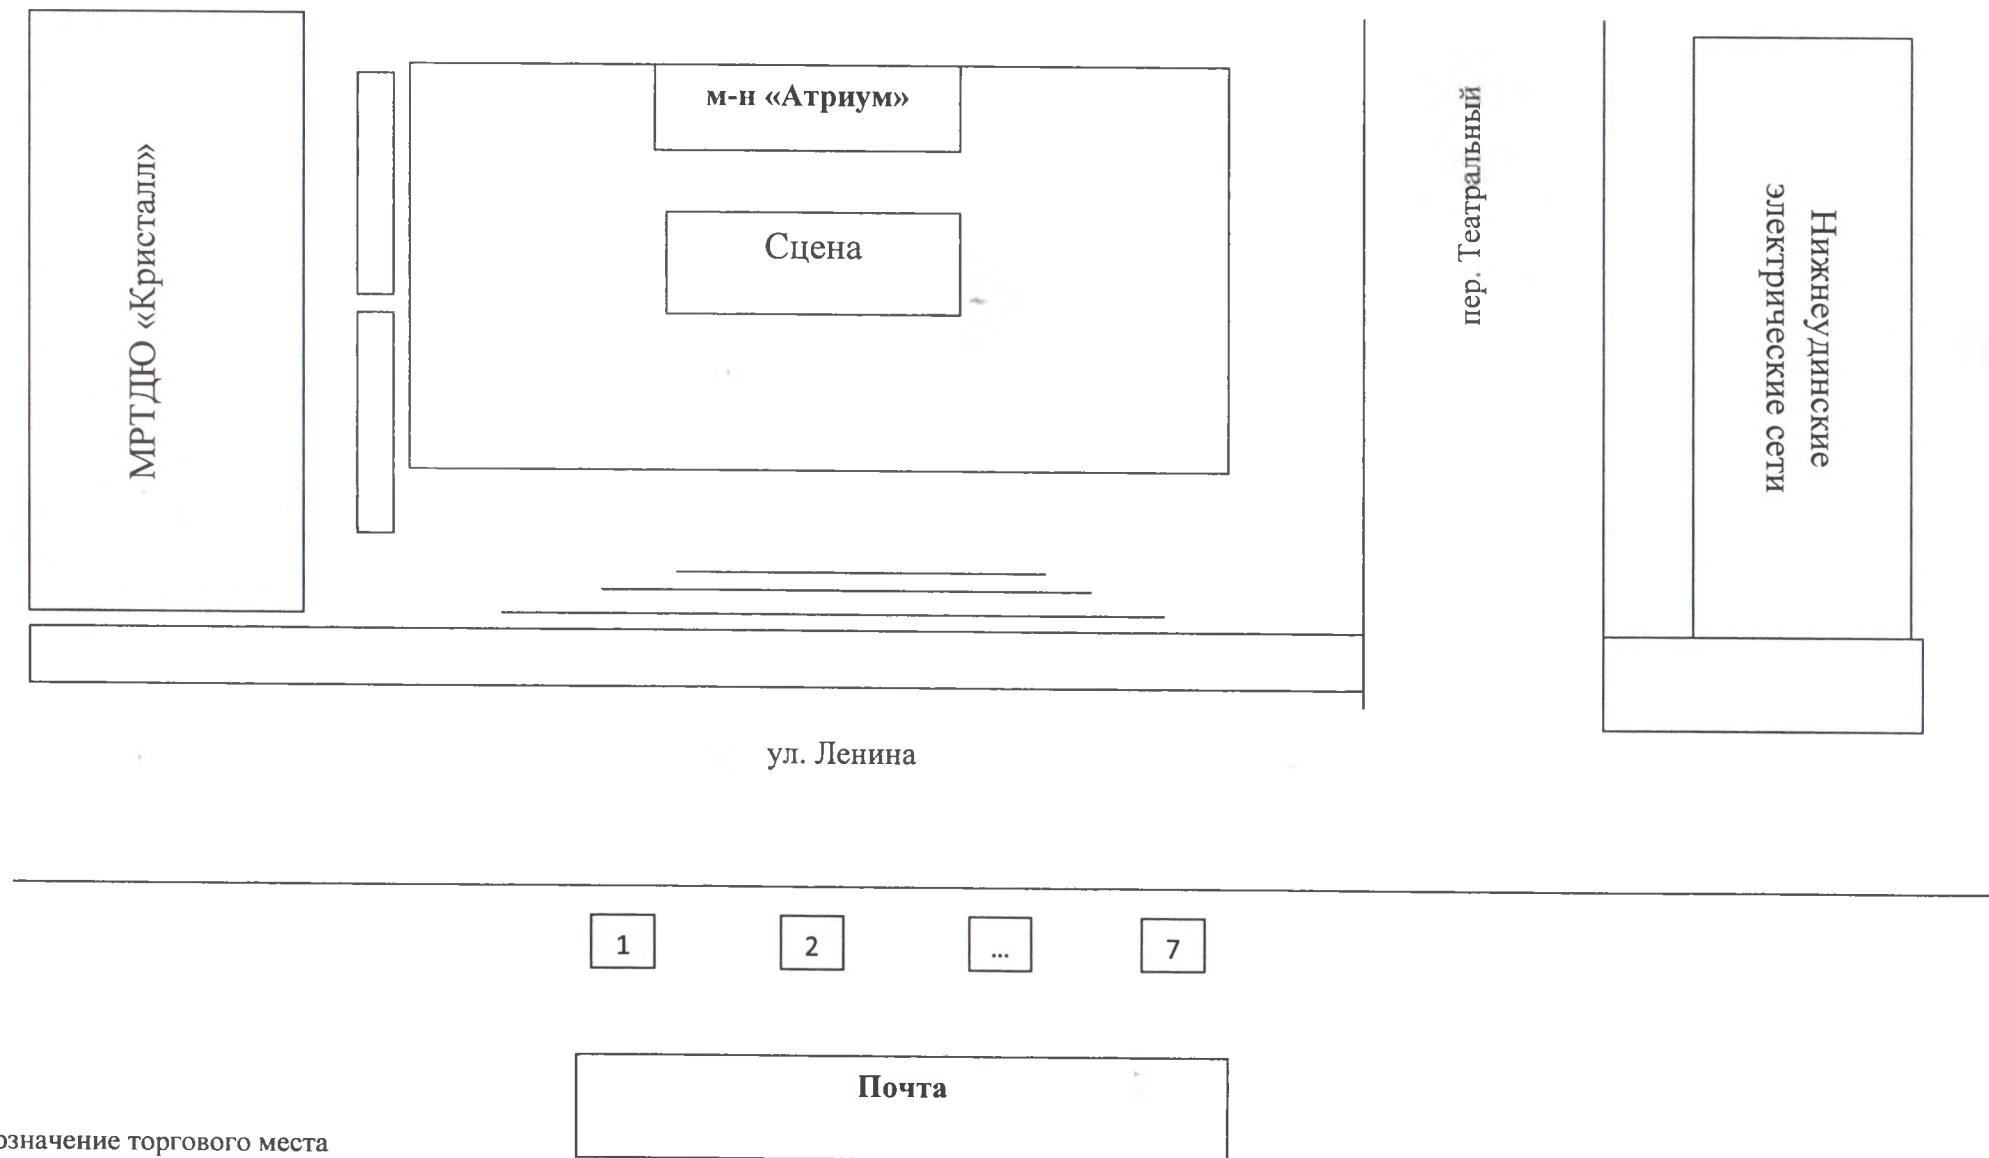 м-н «Атриум»
МРТДЮ «Кристалл»
Сцена
пер. Театральный
Нижнеудинские
электрические сети
ул. Ленина
1
2
...
7
Почта
означение торгового места